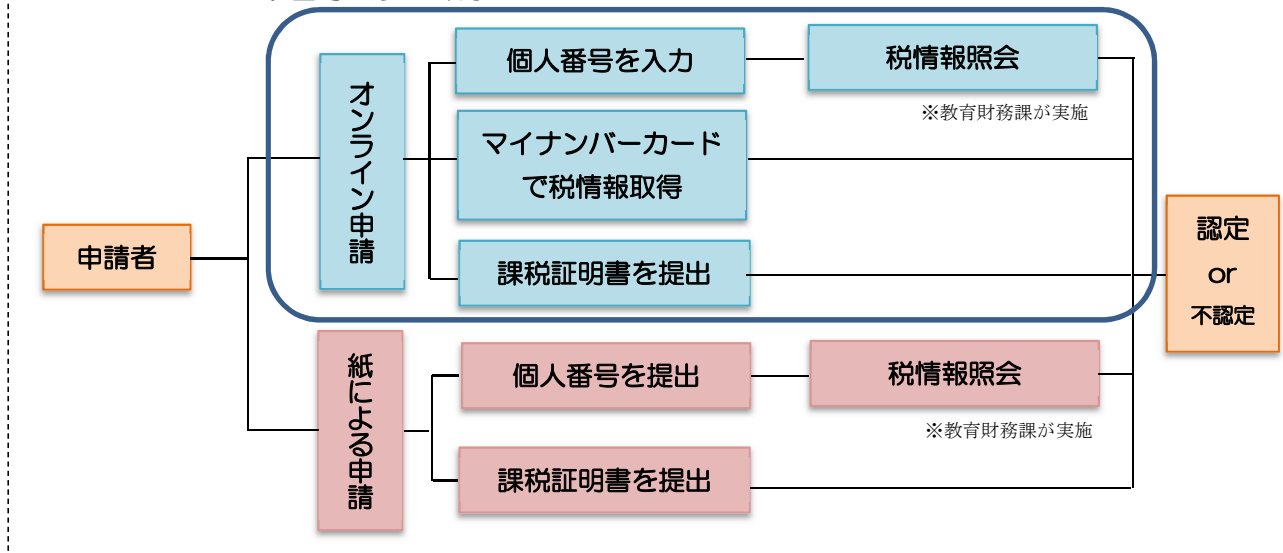 申請者
オンライン申請
個人番号を入力
税情報照会
※教育財務課が実施
マイナンバーカード
で税情報取得
課税証明書を提出
紙による申請
個人番号を提出
税情報照会
※教育財務課が実施
課税証明書を提出
認定
or
不認定